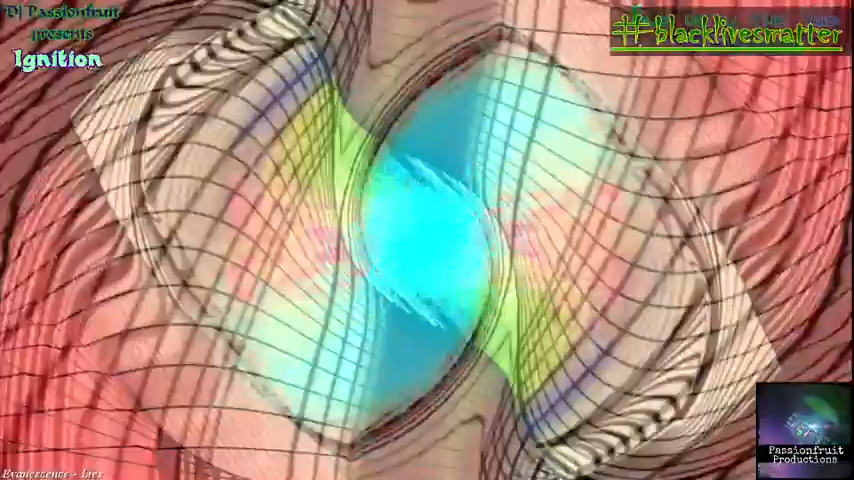 Dj Passionfruit
presents
Ignition
#blacklivesmatter
Passionfruit
Productions
Evanescence - Lies